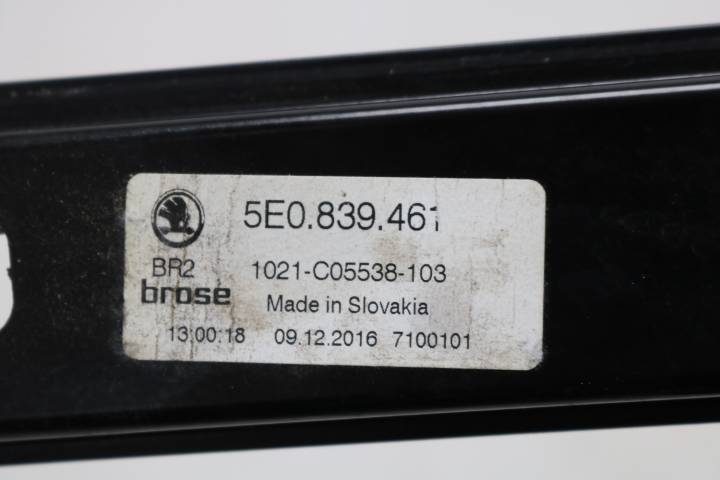 5E0.839.461
BR2 1021-C05538-103
brose Made in Slovakia
13:00:18 09.12.2016 7100101